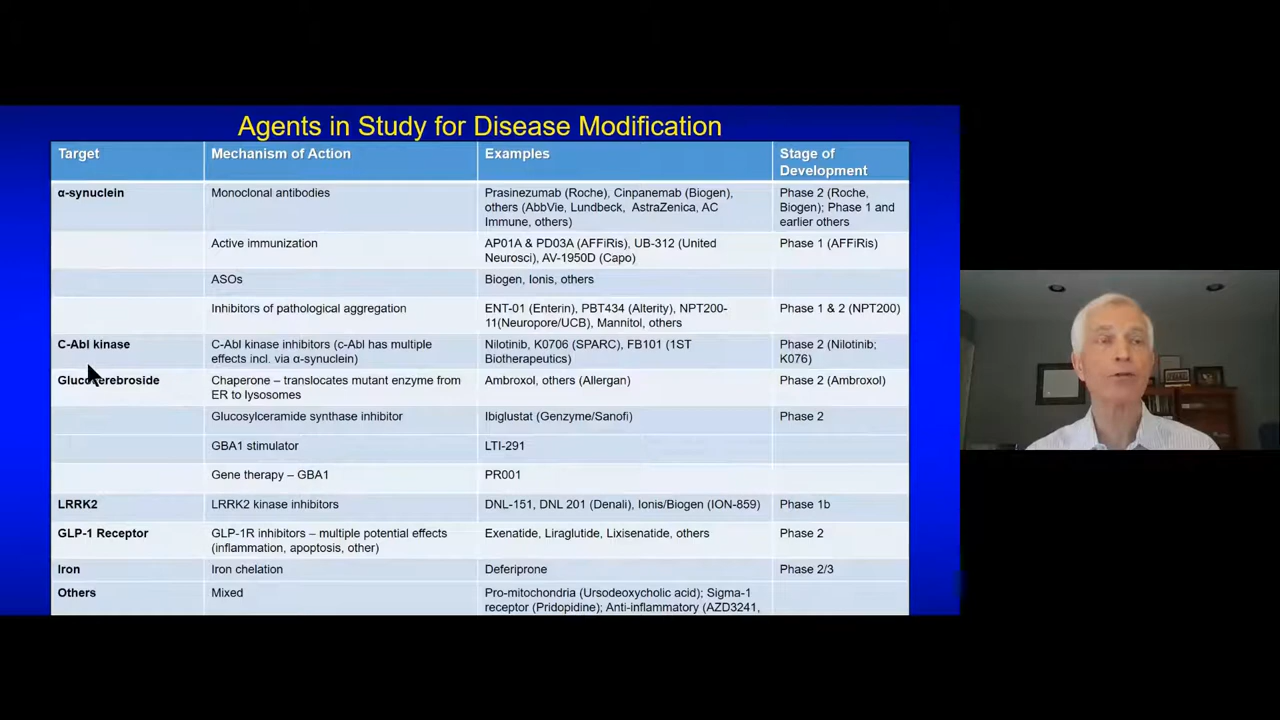 Agents in Study for Disease Modification
Target
Mechanism of Action
Examples
Stage of
Development
α-synuclein
Monoclonal antibodies
Prasinezumab (Roche), Cinpanemab (Biogen),
others (AbbVie, Lundbeck, AstraZenica, AC
Immune, others)
Phase 2 (Roche,
Biogen); Phase 1 and
earlier others
Active immunization
AP01A & PD03A (AFFiRis), UB-312 (United
Neurosci), AV-1950D (Capo)
Phase 1 (AFFiRis)
ASOs
Biogen, Ionis, others
Inhibitors of pathological aggregation
ENT-01 (Enterin), PBT434 (Alterity), NPT200-
11(Neuropore/UCB), Mannitol, others
Phase 1 & 2 (NPT200)
C-Abl kinase
C-Abl kinase inhibitors (c-Abl has multiple
effects incl. via α-synuclein)
Nilotinib, K0706 (SPARC), FB101 (1ST
Biotherapeutics)
Phase 2 (Nilotinib;
K076)
Glucocerebroside
Chaperone – translocates mutant enzyme from
ER to lysosomes
Ambroxol, others (Allergan)
Phase 2 (Ambroxol)
Glucosylceramide synthase inhibitor
Ibiglustat (Genzyme/Sanofi)
Phase 2
GBA1 stimulator
LTI-291
Gene therapy – GBA1
PR001
LRRK2
LRRK2 kinase inhibitors
DNL-151, DNL 201 (Denali), Ionis/Biogen (ION-859)
Phase 1b
GLP-1 Receptor
GLP-1R inhibitors – multiple potential effects
(inflammation, apoptosis, other)
Exenatide, Liraglutide, Lixisenatide, others
Phase 2
Iron
Iron chelation
Deferiprone
Phase 2/3
Others
Mixed
Pro-mitochondria (Ursodeoxycholic acid); Sigma-1
receptor (Pridopidine); Anti-inflammatory (AZD3241,